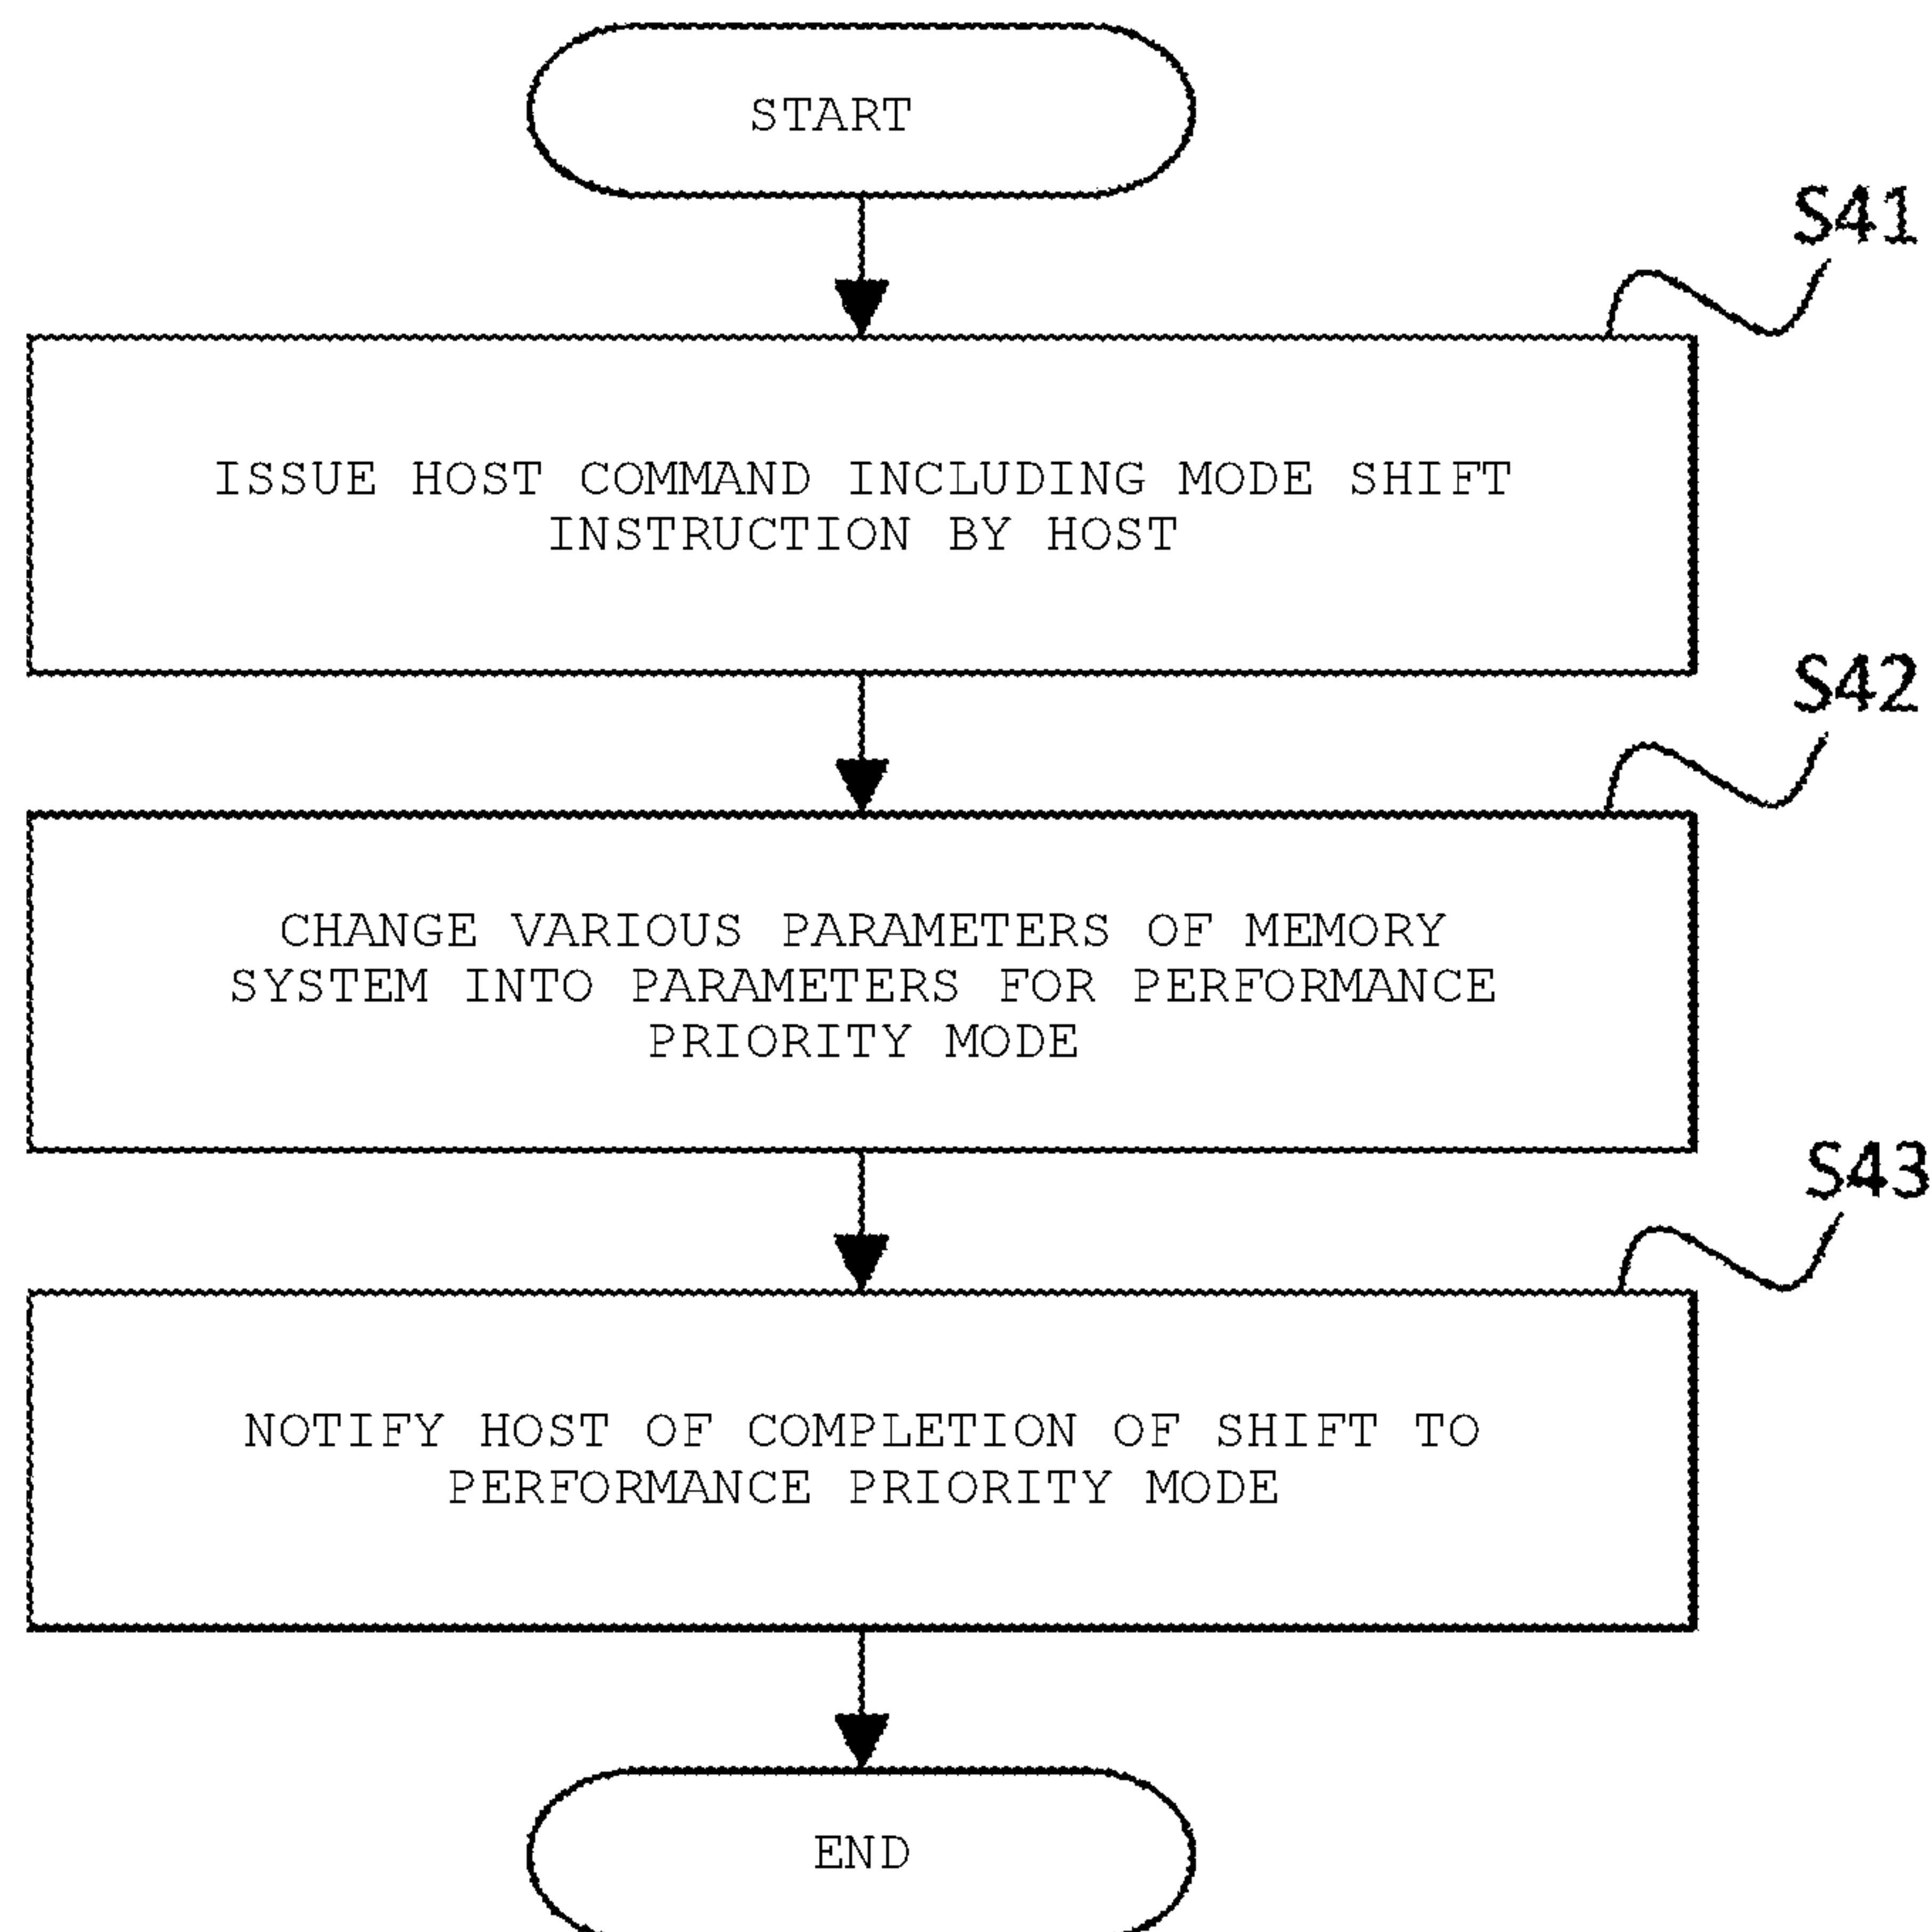 START
S41
ISSUE HOST COMMAND INCLUDING MODE SHIFT
INSTRUCTION BY HOST
S42
CHANGE VARIOUS PARAMETERS OF MEMORY
SYSTEM INTO PARAMETERS FOR PERFORMANCE
PRIORITY MODE
S43
NOTIFY HOST OF COMPLETION OF SHIFT TO
PERFORMANCE PRIORITY MODE
END